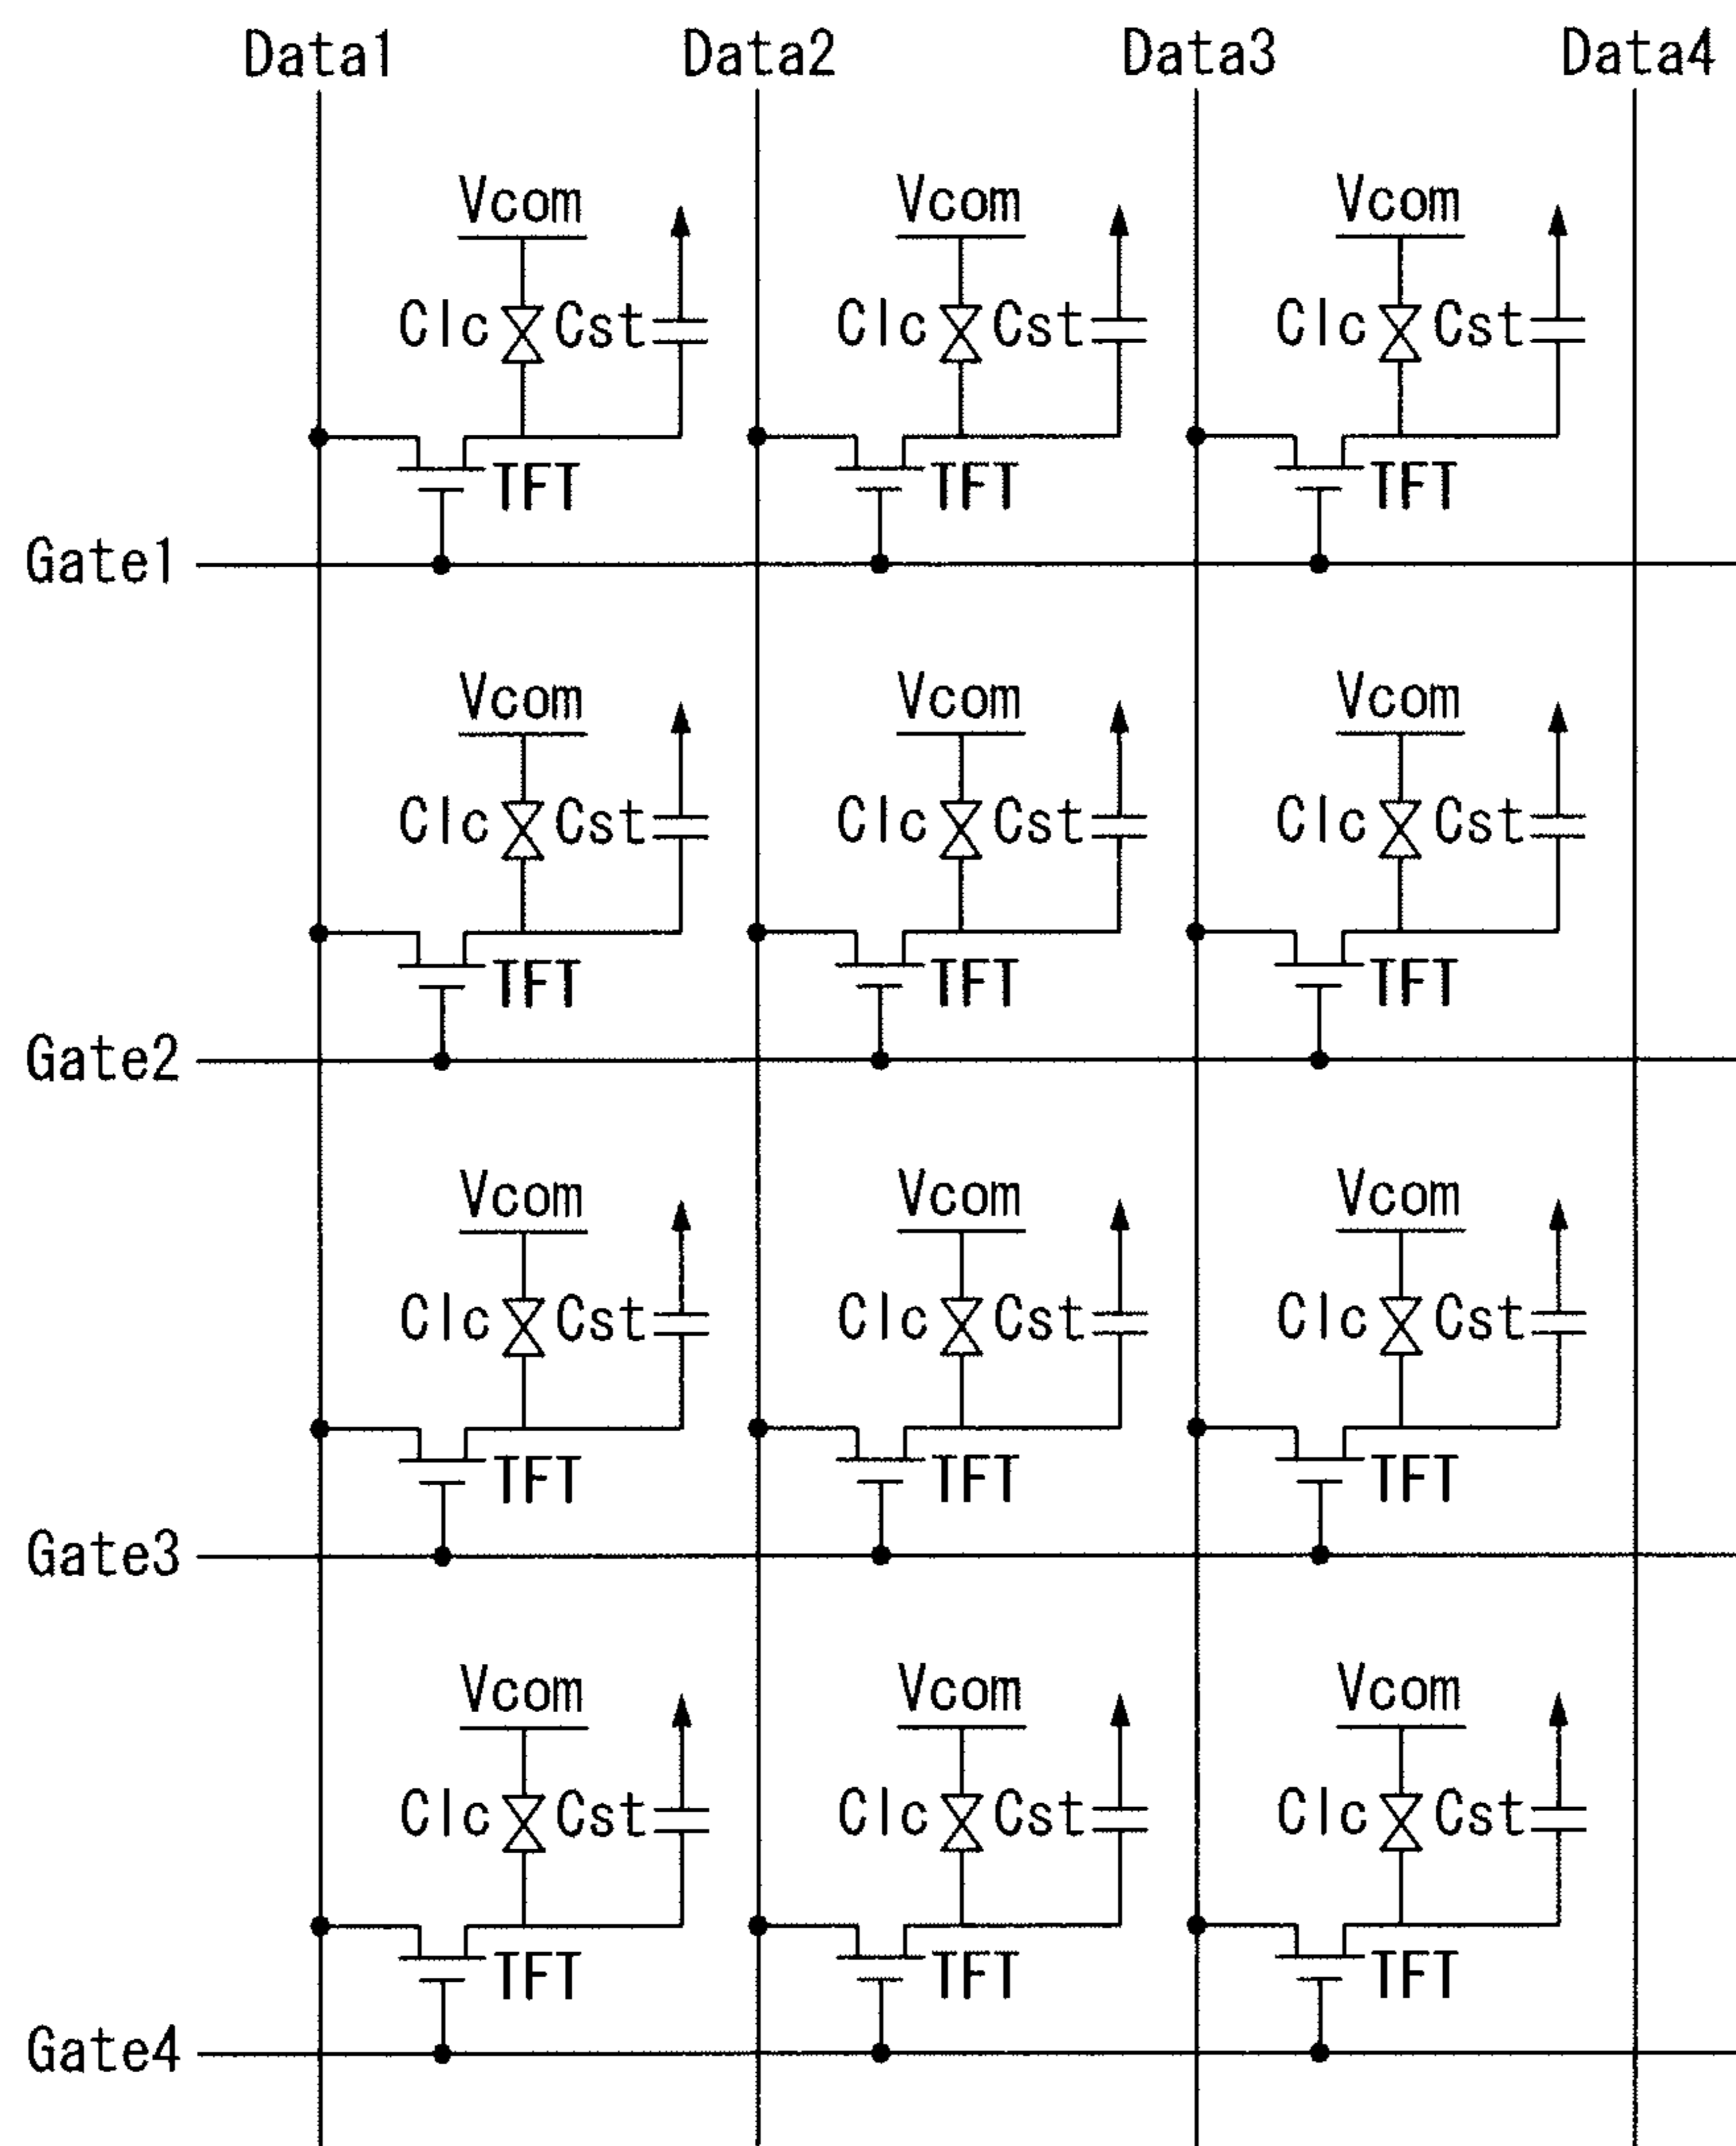 Data1 Data2 Data3 Data4
Vcom Vcom Vcom
Clc Cst Clc Cst Clc Cst
TFT TFT TFT
Gate1
Vcom Vcom Vcom
Clc Cst Clc Cst Clc Cst
TFT TFT TFT
Gate2
Vcom Vcom Vcom
Clc Cst Clc Cst Clc Cst
TFT TFT TFT
Gate3
Vcom Vcom Vcom
Clc Cst Clc Cst Clc Cst
TFT TFT TFT
Gate4